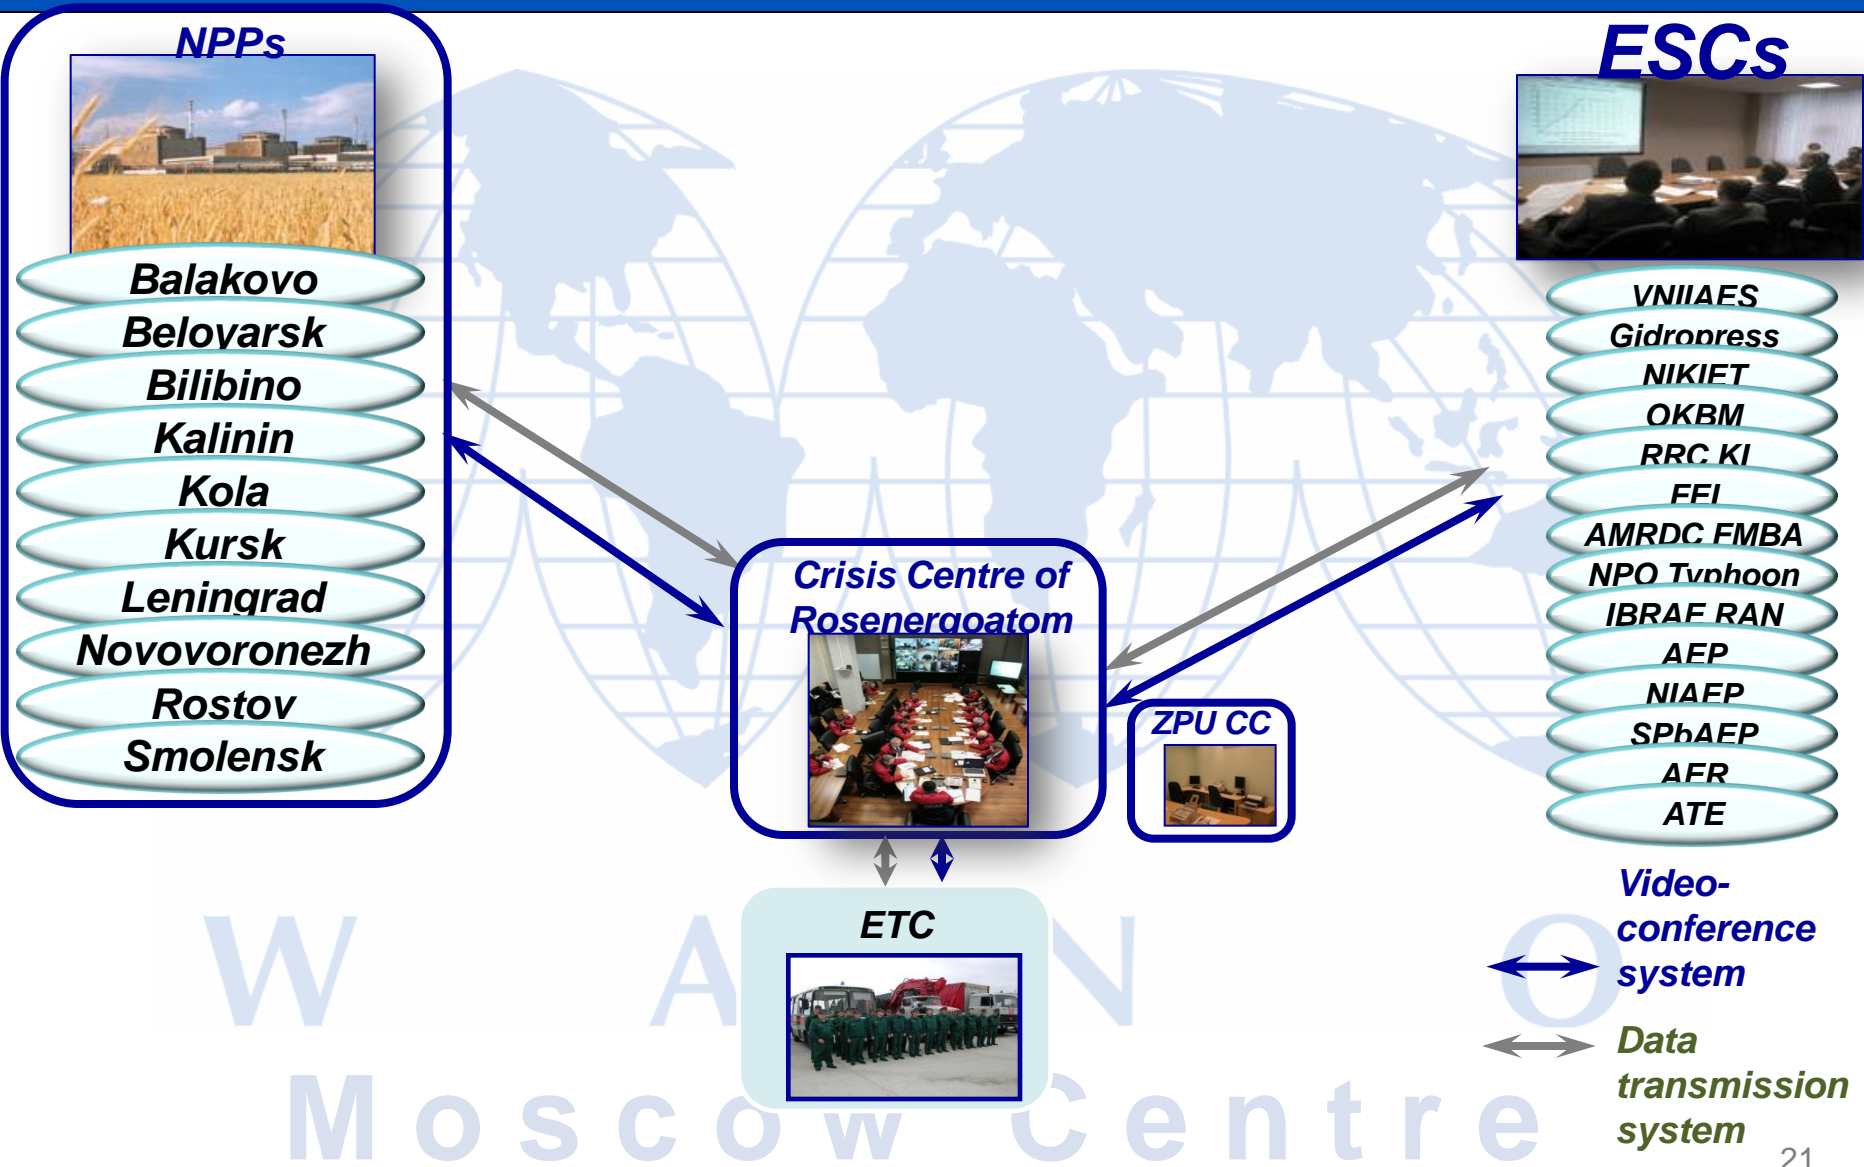 NPPs
Balakovo
Beloyarsk
Bilibino
Kalinin
Kola
Kursk
Leningrad
Novovoronezh
Rostov
Smolensk
Crisis Centre of
Rosenergoatom
ZPU CC
ETC
ESCs
VNIIAES
Gidropress
NIKIET
OKBM
RRC KI
FEI
AMRDC FMBA
NPO Typhoon
IBRAE RAN
AEP
NIAEP
SPbAEP
AER
ATE
Video-
conference
system
Data
transmission
system
W A N O
Moscow Centre
21